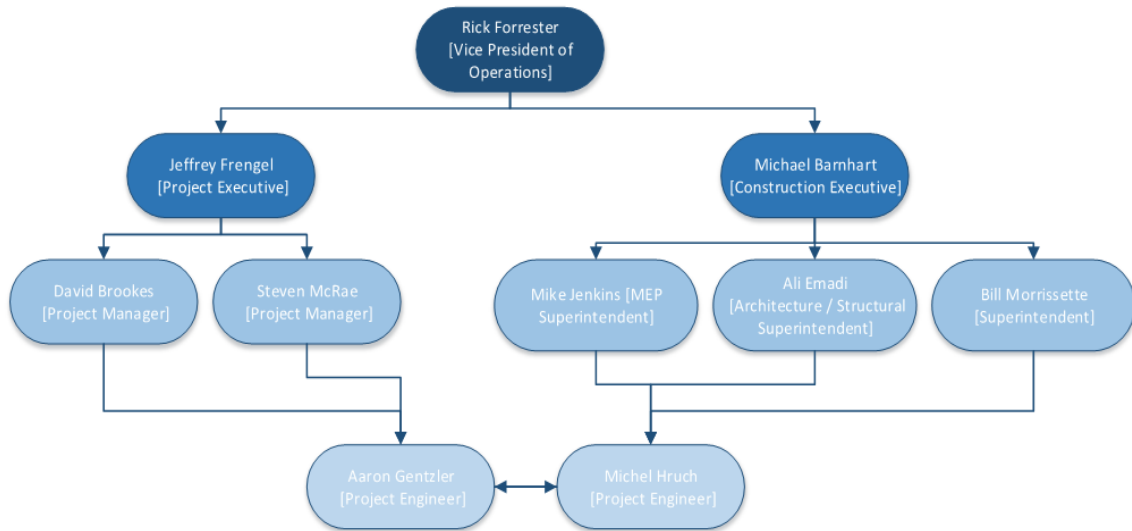 Rick Forrester
[Vice President of
Operations]
Jeffrey Frengel
[Project Executive]
Michael Barnhart
[Construction Executive]
David Brookes
[Project Manager]
Steven McRae
[Project Manager]
Mike Jenkins [MEP
Superintendent]
Ali Emadi
[Architecture / Structural
Superintendent]
Bill Morrissette
[Superintendent]
Aaron Gentzler
[Project Engineer]
Michel Hruch
[Project Engineer]